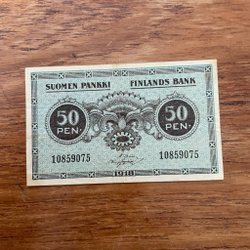 SUOMEN PANKKI FINLANDS BANK
50 PEN. 50 PEN.
10859075 10859075
1918